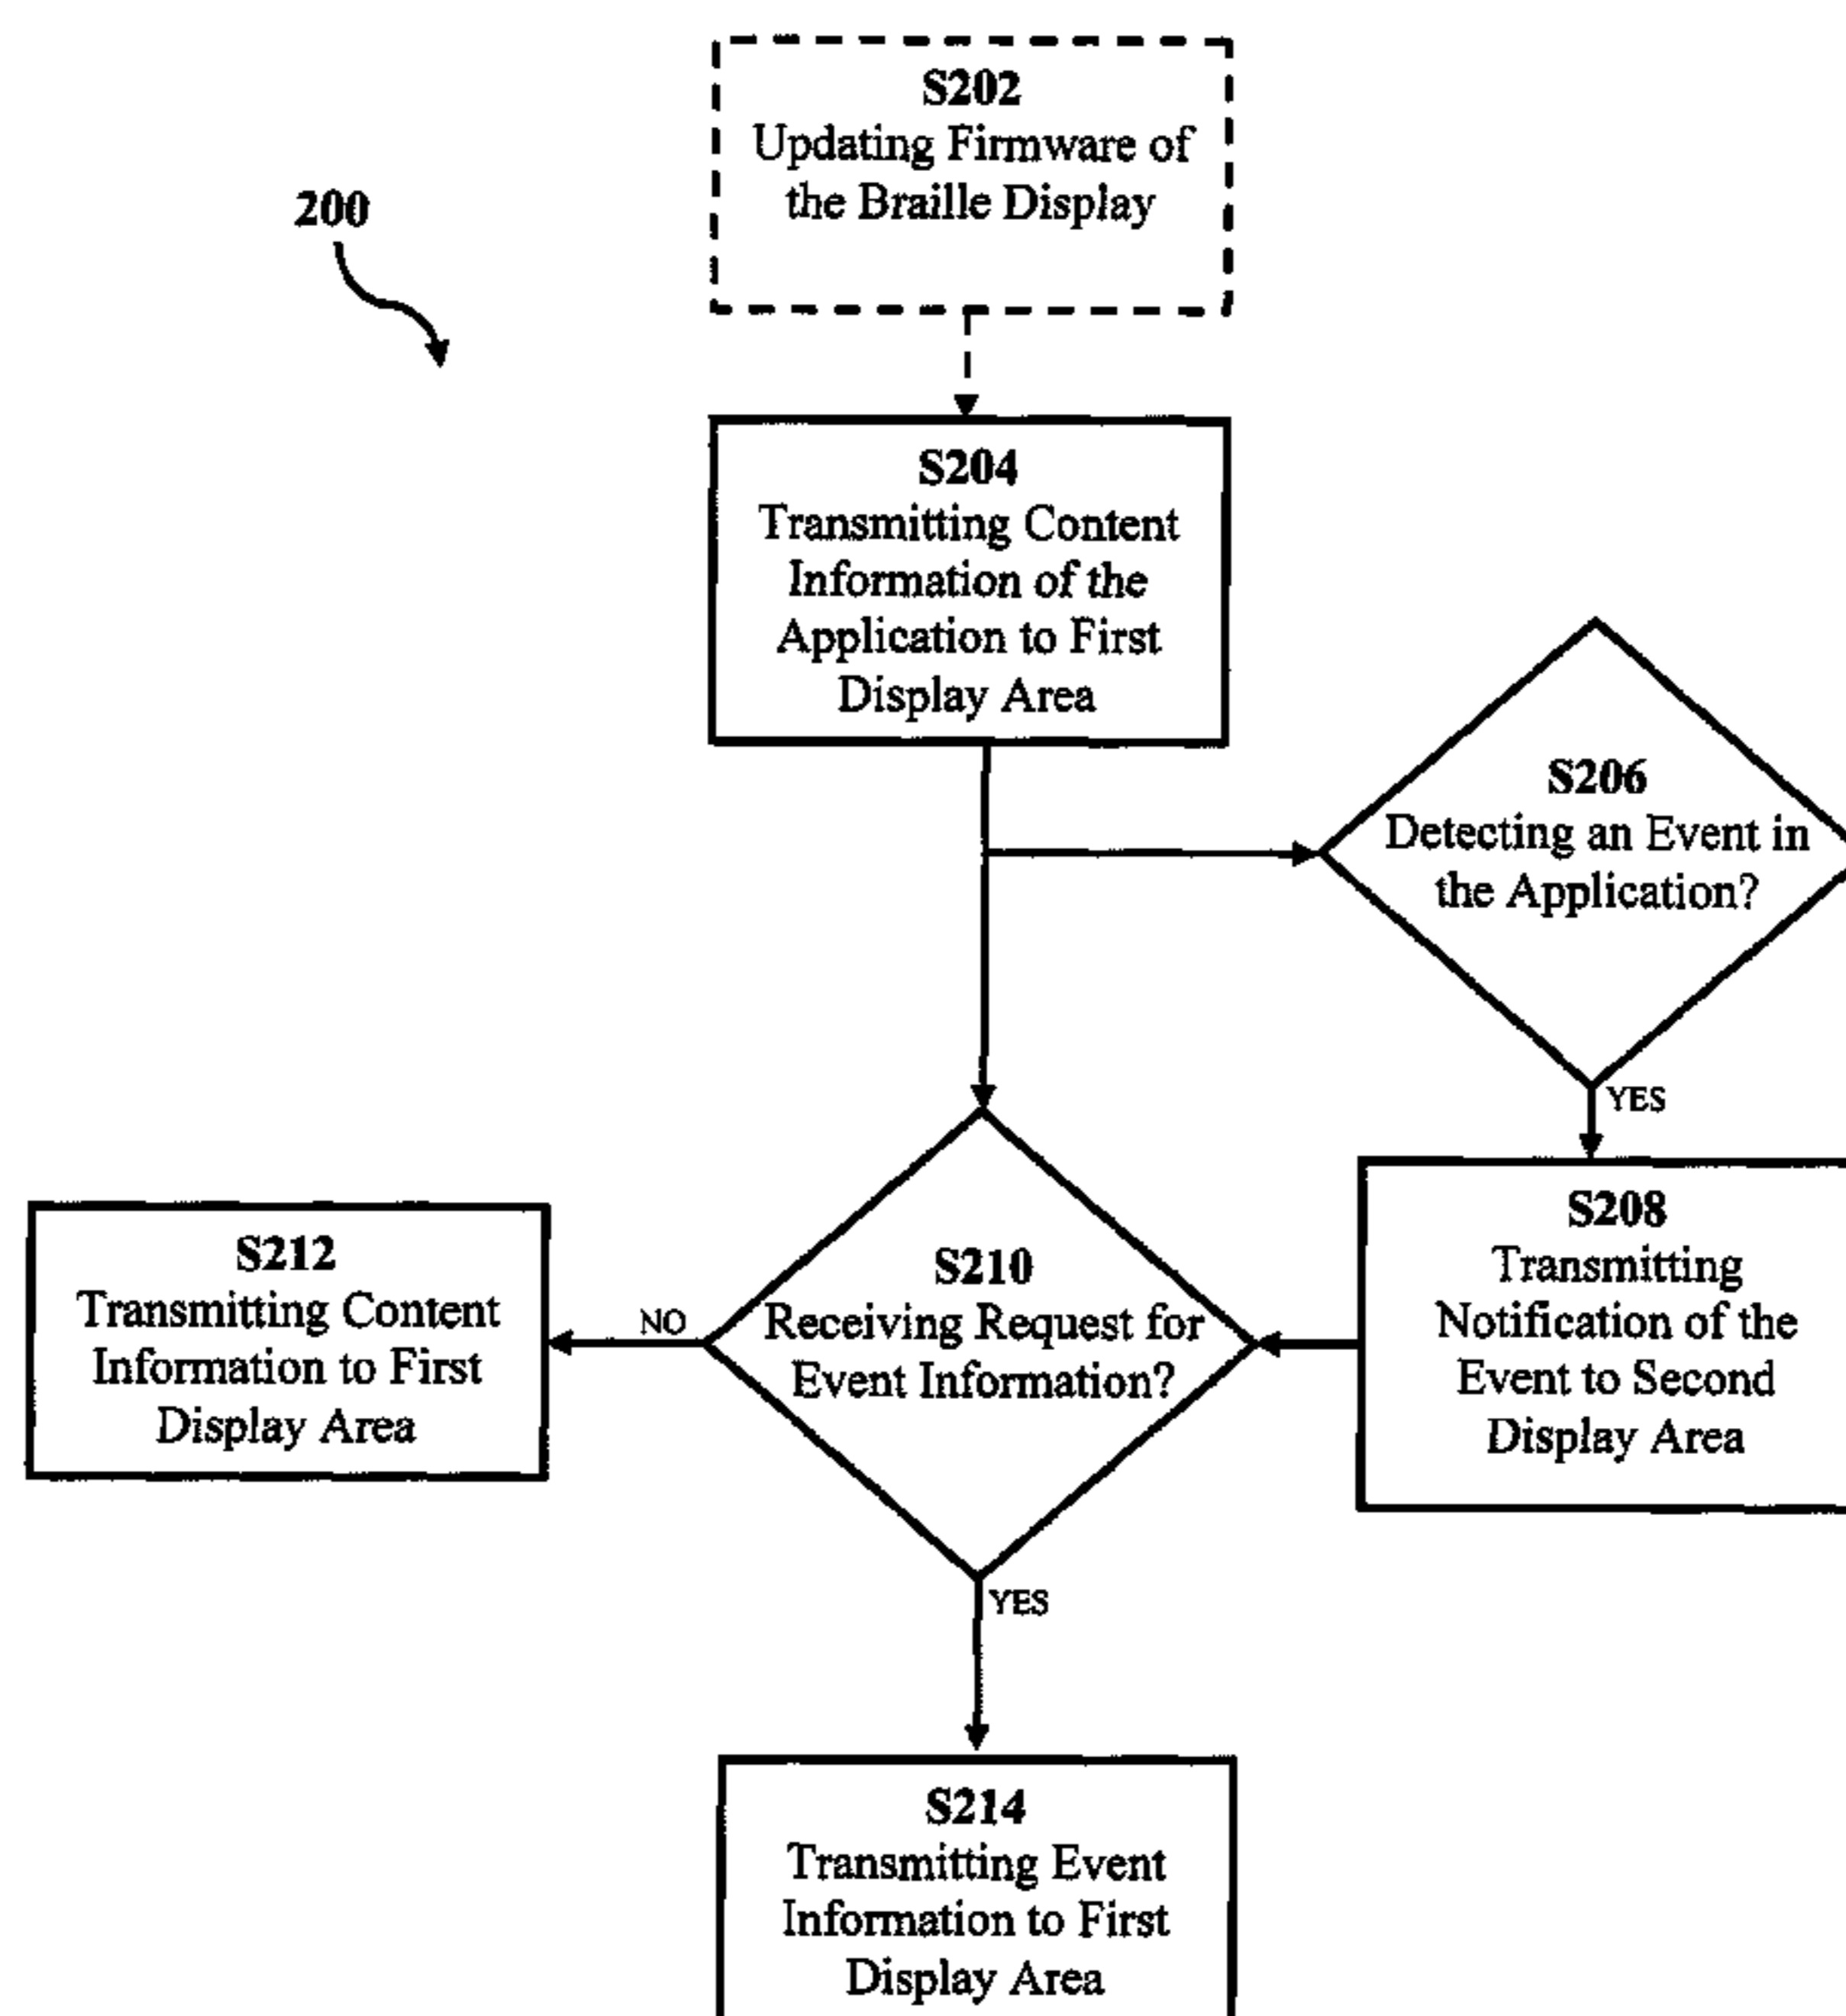 S202
Updating Firmware of
the Braille Display
200
S204
Transmitting Content
Information of the
Application to First
Display Area
S206
Detecting an Event in
the Application?
YES
S208
Transmitting
Notification of the
Event to Second
Display Area
S210
Receiving Request for
Event Information?
NO
S212
Transmitting Content
Information to First
Display Area
YES
S214
Transmitting Event
Information to First
Display Area